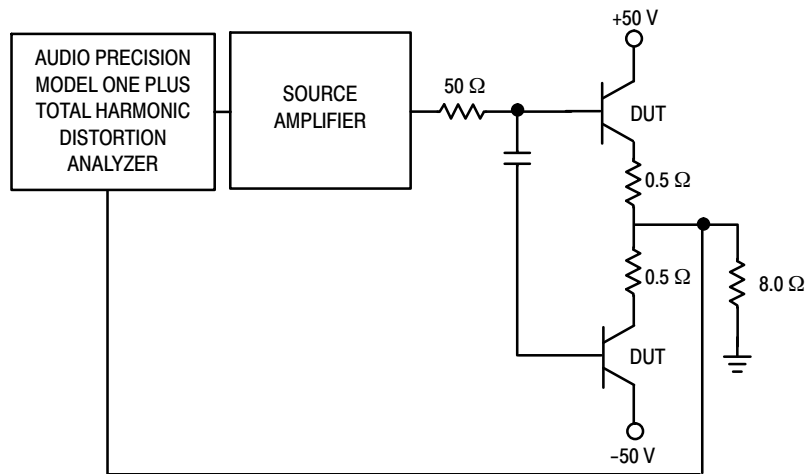 AUDIO PRECISION
MODEL ONE PLUS
TOTAL HARMONIC
DISTORTION
ANALYZER
SOURCE
AMPLIFIER
50 Ω
+50 V
DUT
0.5 Ω
0.5 Ω
8.0 Ω
DUT
–50 V